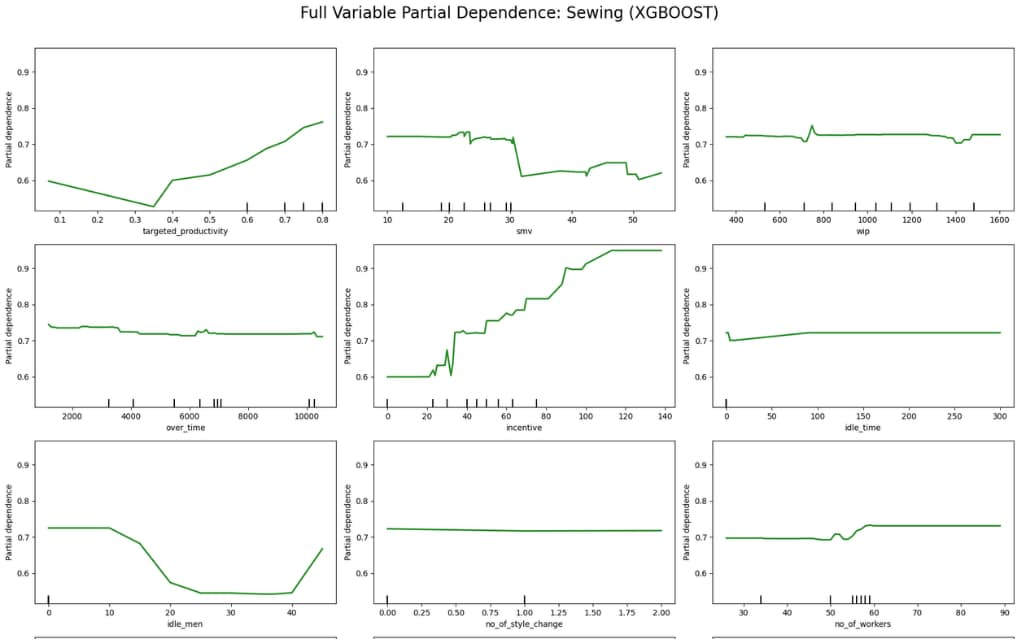 Full Variable Partial Dependence: Sewing (XGBOOST)
Partial dependence
0.9
0.8
0.7
0.6
0.1 0.2 0.3 0.4 0.5 0.6 0.7 0.8
targeted_productivity
Partial dependence
0.9
0.8
0.7
0.6
10 20 30 40 50
smv
Partial dependence
0.9
0.8
0.7
0.6
400 600 800 1000 1200 1400 1600
wip
Partial dependence
0.9
0.8
0.7
0.6
2000 4000 6000 8000 10000
over_time
Partial dependence
0.9
0.8
0.7
0.6
0 20 40 60 80 100 120 140
incentive
Partial dependence
0.9
0.8
0.7
0.6
0 50 100 150 200 250 300
idle_time
Partial dependence
0.9
0.8
0.7
0.6
0 10 20 30 40
idle_men
Partial dependence
0.9
0.8
0.7
0.6
0.00 0.25 0.50 0.75 1.00 1.25 1.50 1.75 2.00
no_of_style_change
Partial dependence
0.9
0.8
0.7
0.6
30 40 50 60 70 80 90
no_of_workers